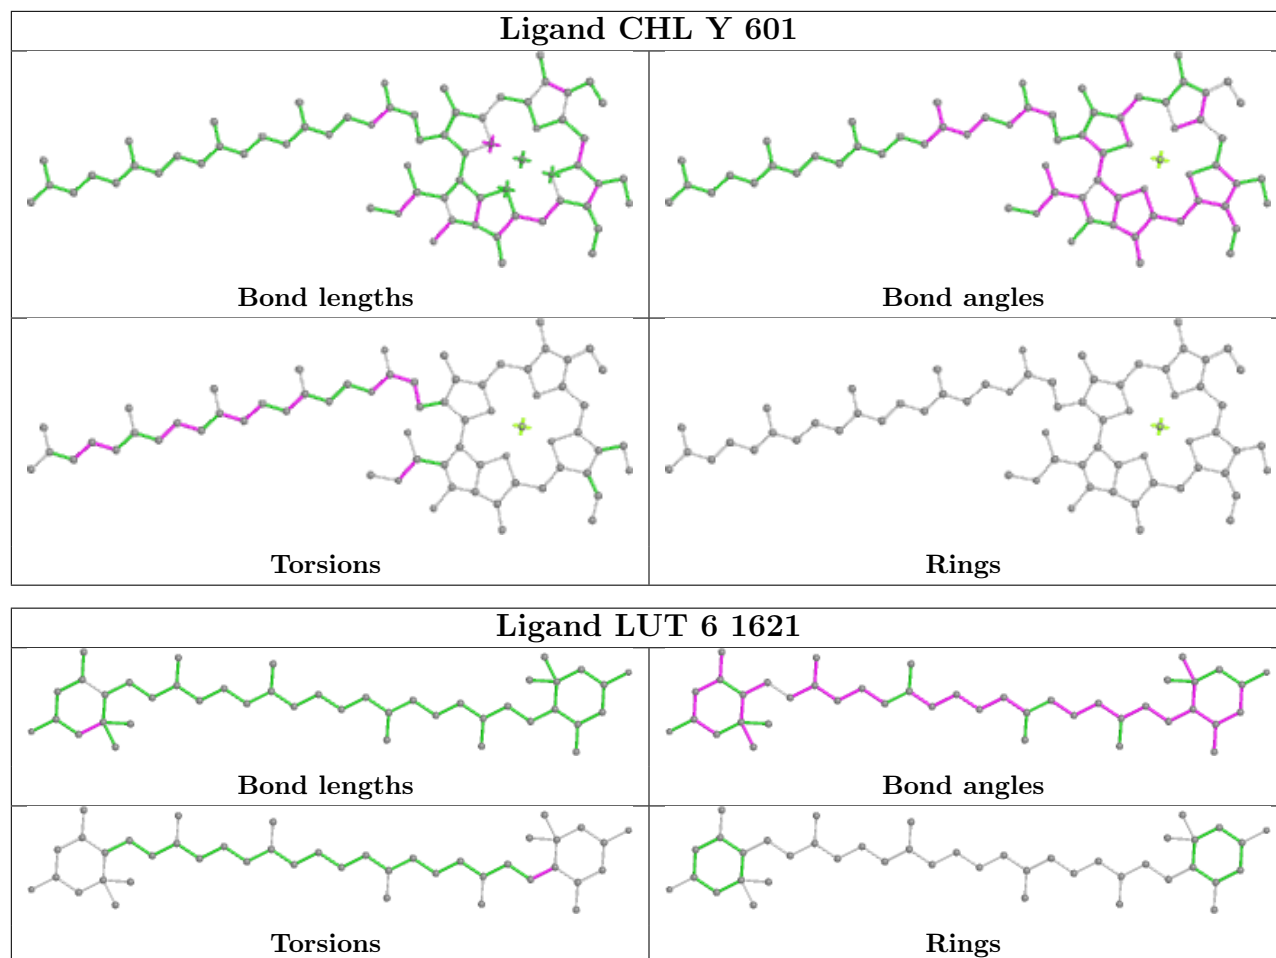 Ligand CHL Y 601
Bond lengths
Bond angles
Torsions
Rings
Ligand LUT 6 1621
Bond lengths
Bond angles
Torsions
Rings